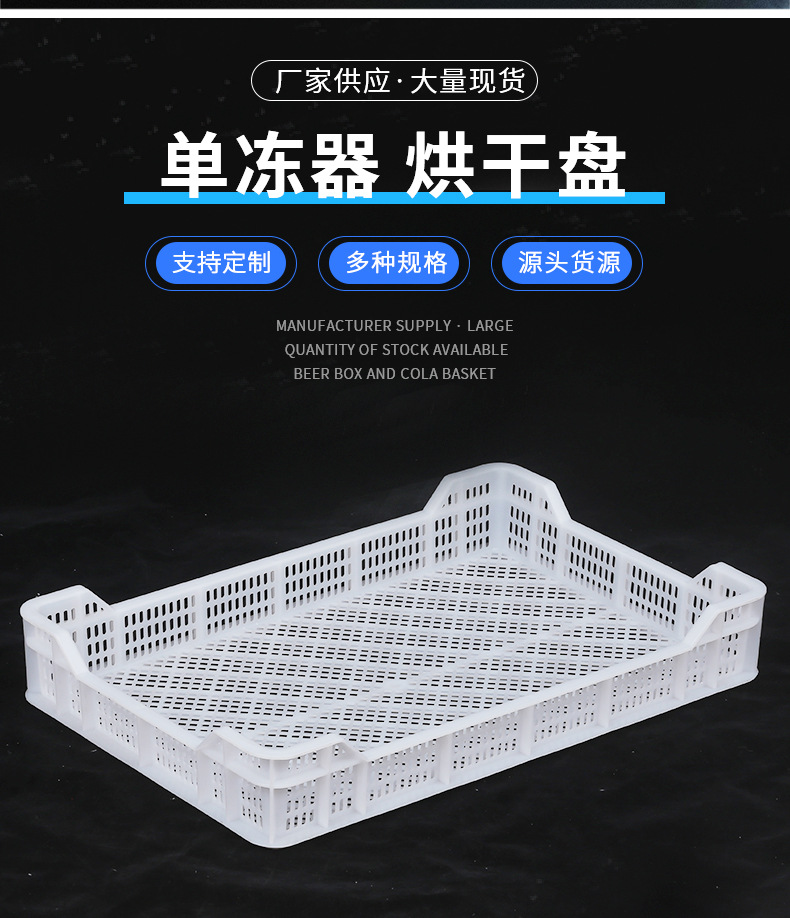 厂家供应·大量现货
单冻器 烘干盘
支持定制 多种规格 源头货源
MANUFACTURER SUPPLY · LARGE
QUANTITY OF STOCK AVAILABLE
BEER BOX AND COLA BASKET